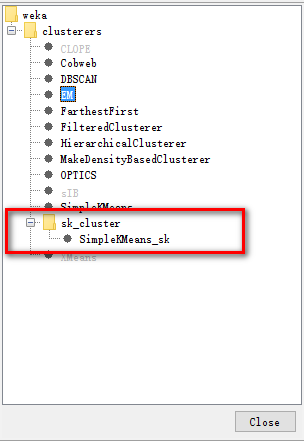 weka
clusterers
CLOPE
Cobweb
DBSCAN
EM
FarthestFirst
FilteredClusterer
HierarchicalClusterer
MakeDensityBasedClusterer
OPTICS
sIB
SimpleKMeans
sk_cluster
SimpleKMeans_sk
XMeans
Close